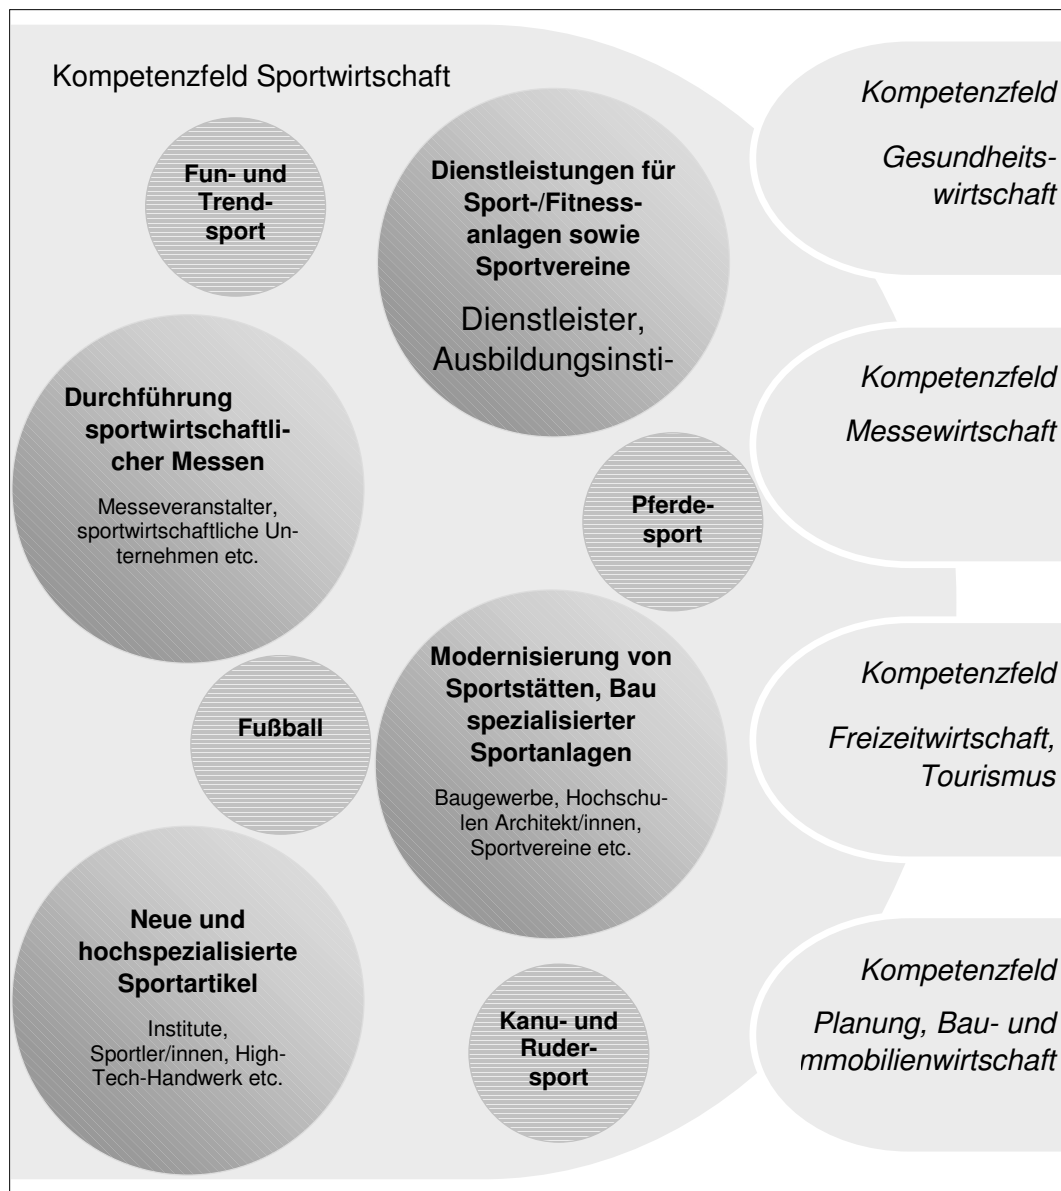 Kompetenzfeld Sportwirtschaft
Fun- und
Trend-
sport
Dienstleistungen für
Sport-/Fitness-
anlagen sowie
Sportvereine
Dienstleister,
Ausbildungsinsti-
Durchführung
sportwirtschaftli-
cher Messen
Messeveranstalter,
sportwirtschaftliche Un-
ternehmen etc.
Pferde-
sport
Modernisierung von
Sportstätten, Bau
spezialisierter
Sportanlagen
Baugewerbe, Hochschu-
len Architekt/innen,
Sportvereine etc.
Fußball
Neue und
hochspezialisierte
Sportartikel
Institute,
Sportler/innen, High-
Tech-Handwerk etc.
Kanu- und
Ruder-
sport
Kompetenzfeld
Gesundheits-
wirtschaft
Kompetenzfeld
Messewirtschaft
Kompetenzfeld
Freizeitwirtschaft,
Tourismus
Kompetenzfeld
Planung, Bau- und
mmobilienwirtschaft